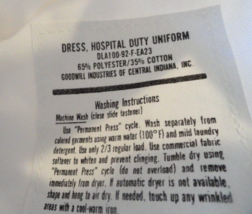 DRESS, HOSPITAL DUTY UNIFORM
DLA100-92-F-EA23
65% POLYESTER/35% COTTON
GOODWILL INDUSTRIES OF CENTRAL INDIANA, INC.
Washing Instructions
Machine Wash (close slide fastener)
Use "Permanent Press" cycle. Wash separately from
colored garments using warm water (100°F) and mild laundry
detergent. Use only 2/3 regular load. Use commercial fabric
softener to whiten and prevent clinging. Tumble dry using
"Permanent Press" cycle (do not overload) and remove
immediately from dryer. If automatic dryer is not available,
shape and hang to air dry. If needed, touch up any wrinkled
areas with a cool-warm iron.